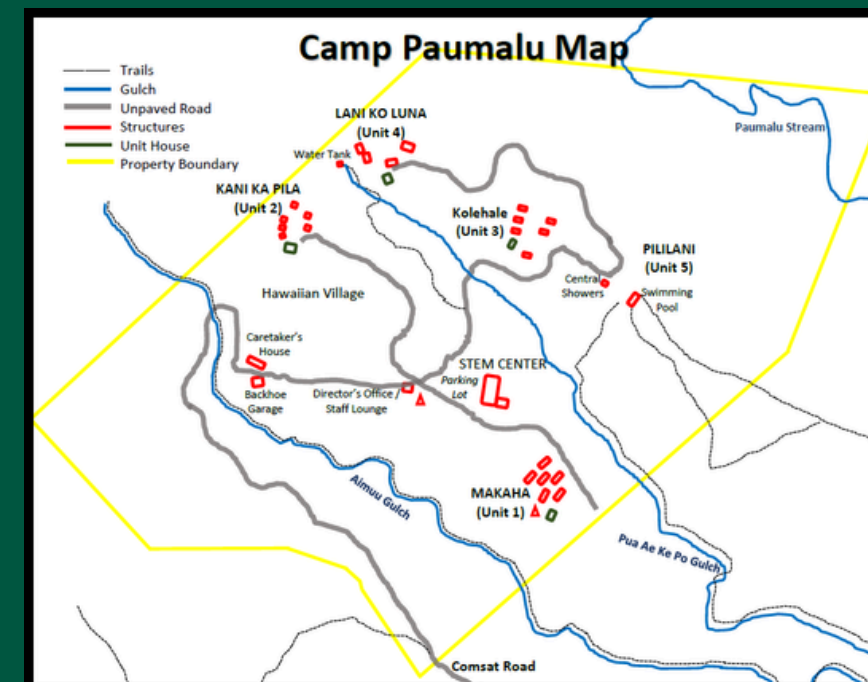 Camp Paumalu Map
Trails
Gulch
Unpaved Road
Structures
Unit House
Property Boundary
LANI KO LUNA
(Unit 4)
Water Tank
Paumalu Stream
KANI KA PILA
(Unit 2)
Kolehale
(Unit 3)
PILILANI
(Unit 5)
Central
Showers
Swimming
Pool
Hawaiian Village
Caretaker's
House
STEM CENTER
Parking
Lot
Backhoe
Garage
Director's Office /
Staff Lounge
Aimuu Gulch
MAKAHA
(Unit 1)
Pua Ae Ke Po Gulch
Comsat Road